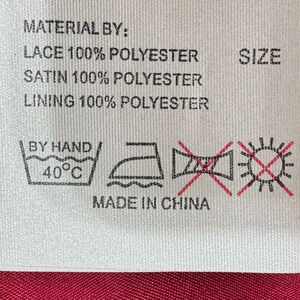 MATERIAL BY:
LACE 100% POLYESTER SIZE
SATIN 100% POLYESTER
LINING 100% POLYESTER
BY HAND
40°C
MADE IN CHINA